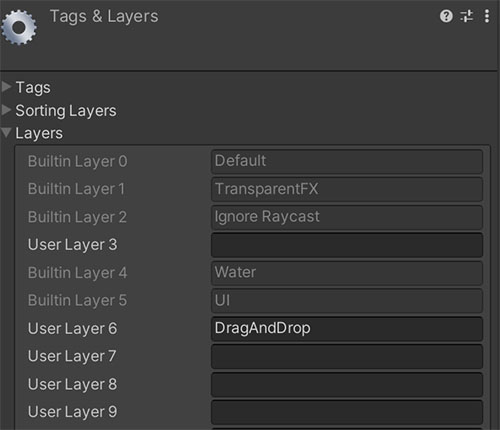 Tags & Layers
Tags
Sorting Layers
Layers
Builtin Layer 0 Default
Builtin Layer 1 TransparentFX
Builtin Layer 2 Ignore Raycast
User Layer 3
Builtin Layer 4 Water
Builtin Layer 5 UI
User Layer 6 DragAndDrop
User Layer 7
User Layer 8
User Layer 9